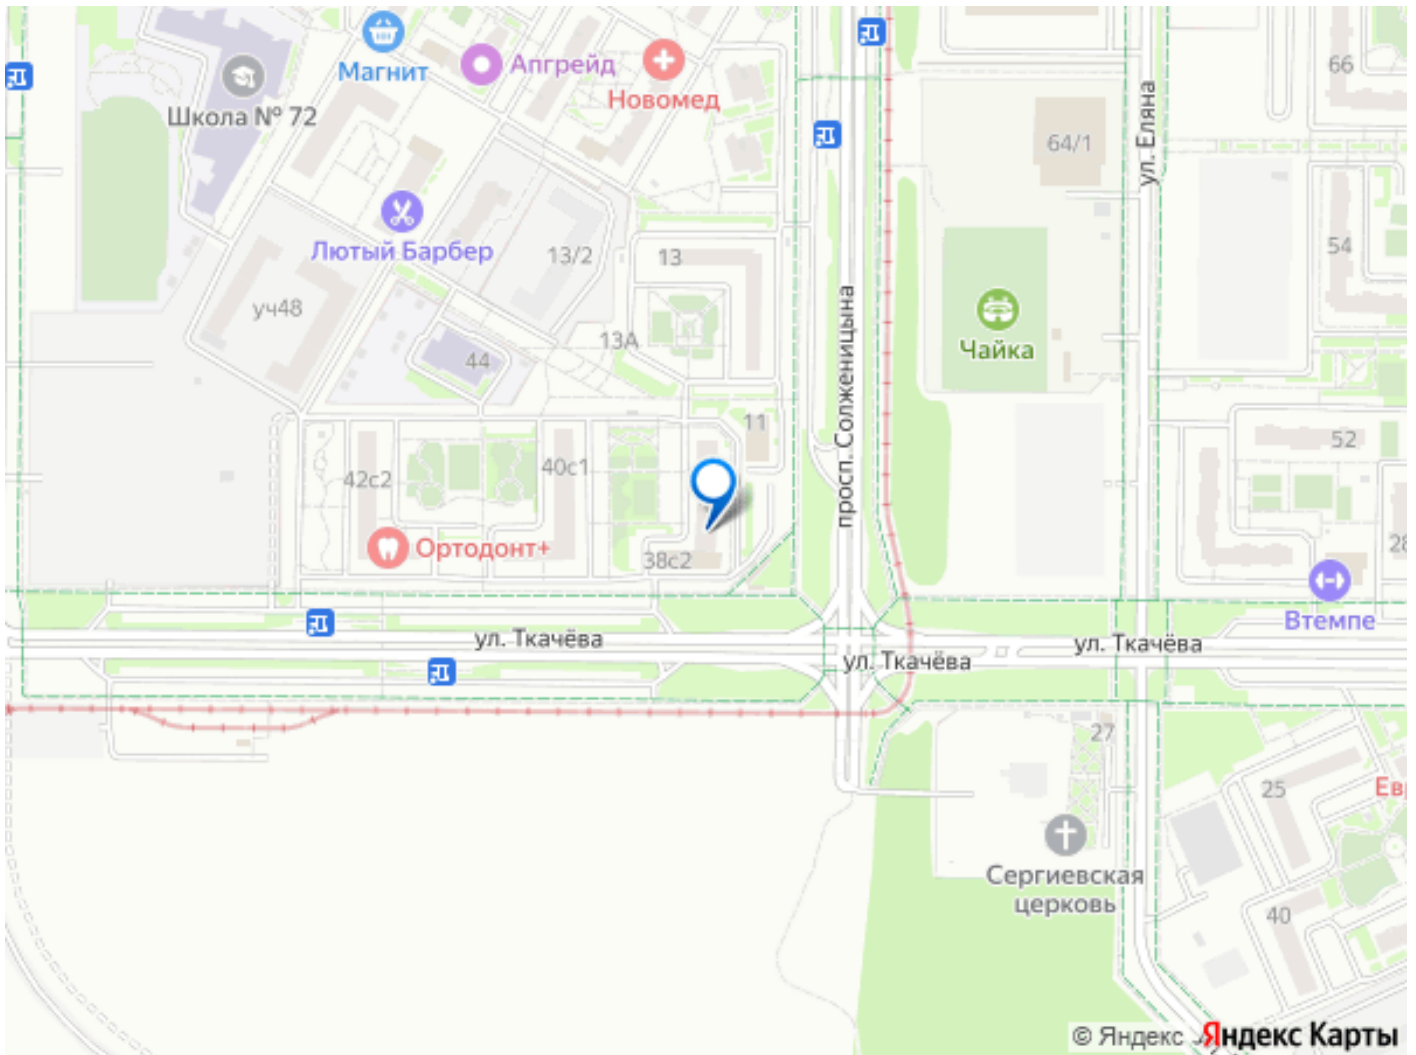 Магнит
Апгрейд
Новомед
Школа № 72
66
64/1
ул. Еляна
Лютый Барбер
13/2
13
54
уч48
13А
просп. Солженицына
Чайка
44
11
52
42с2
40с1
Ортодонт+
38с2
28
Втемпе
ул. Ткачёва
ул. Ткачёва
ул. Ткачёва
27
25
Евр
Сергиевская
церковь
40
© Яндекс
Яндекс Карты